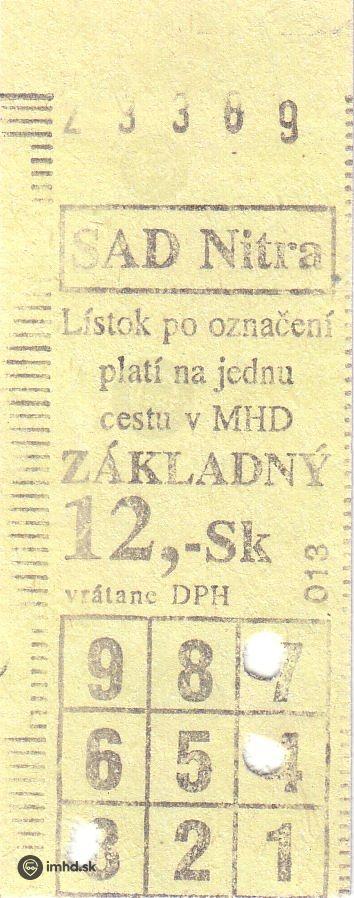 23389
SAD Nitra
Lístok po označení
platí na jednu
cestu v MHD
ZÁKLADNÝ
12,-Sk
vrátane DPH
013
9 8 7
6 5 4
3 2 1
imhd.sk